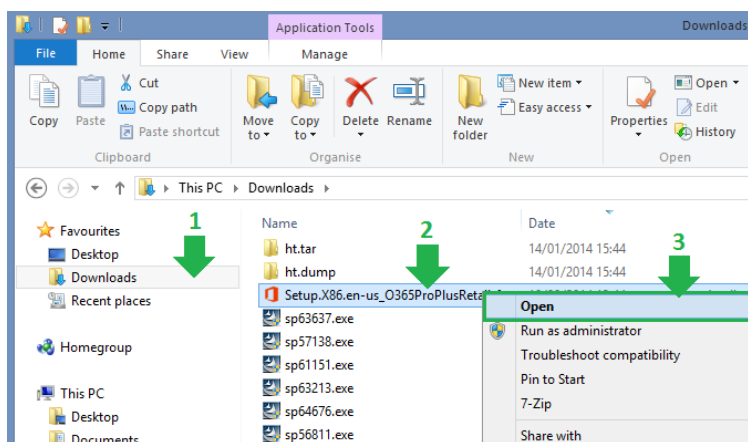 Application Tools
Downloads
File Home Share View Manage
Copy
Paste
Cut
Copy path
Paste shortcut
Move to
Copy to
Delete
Rename
New folder
New item
Easy access
Properties
Open
Edit
History
Clipboard Organise New Open
This PC Downloads
1
2
3
Name Date
Favourites
Desktop
Downloads
Recent places
Homegroup
This PC
Desktop
Documents
ht.tar 14/01/2014 15:44
ht.dump 14/01/2014 15:44
Setup.X86.en-us_O365ProPlusRetail
sp63637.exe
sp57138.exe
sp61151.exe
sp63213.exe
sp64676.exe
sp56811.exe
Open
Run as administrator
Troubleshoot compatibility
Pin to Start
7-Zip
Share with